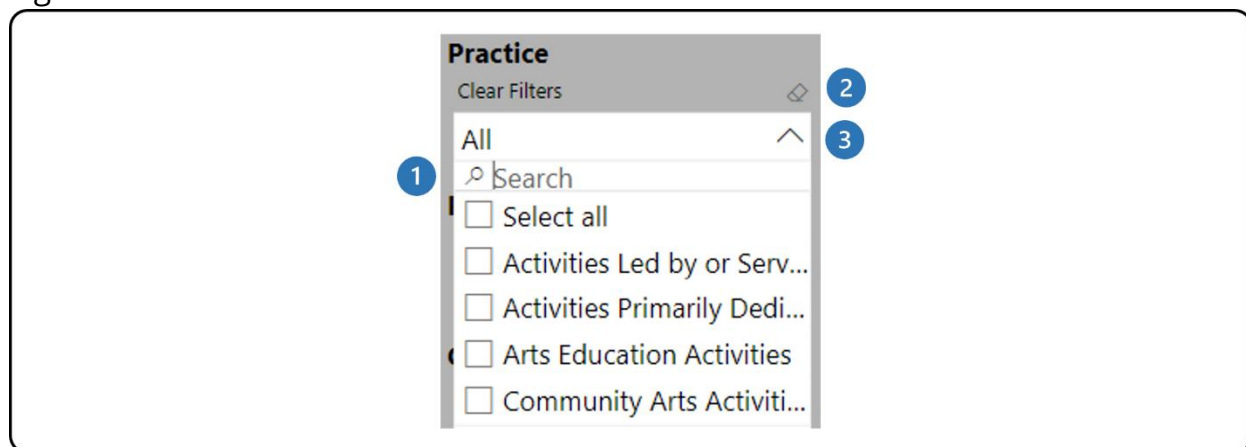 Practice
Clear Filters
2
All
3
1
Search
Select all
Activities Led by or Serv...
Activities Primarily Dedi...
Arts Education Activities
Community Arts Activiti...